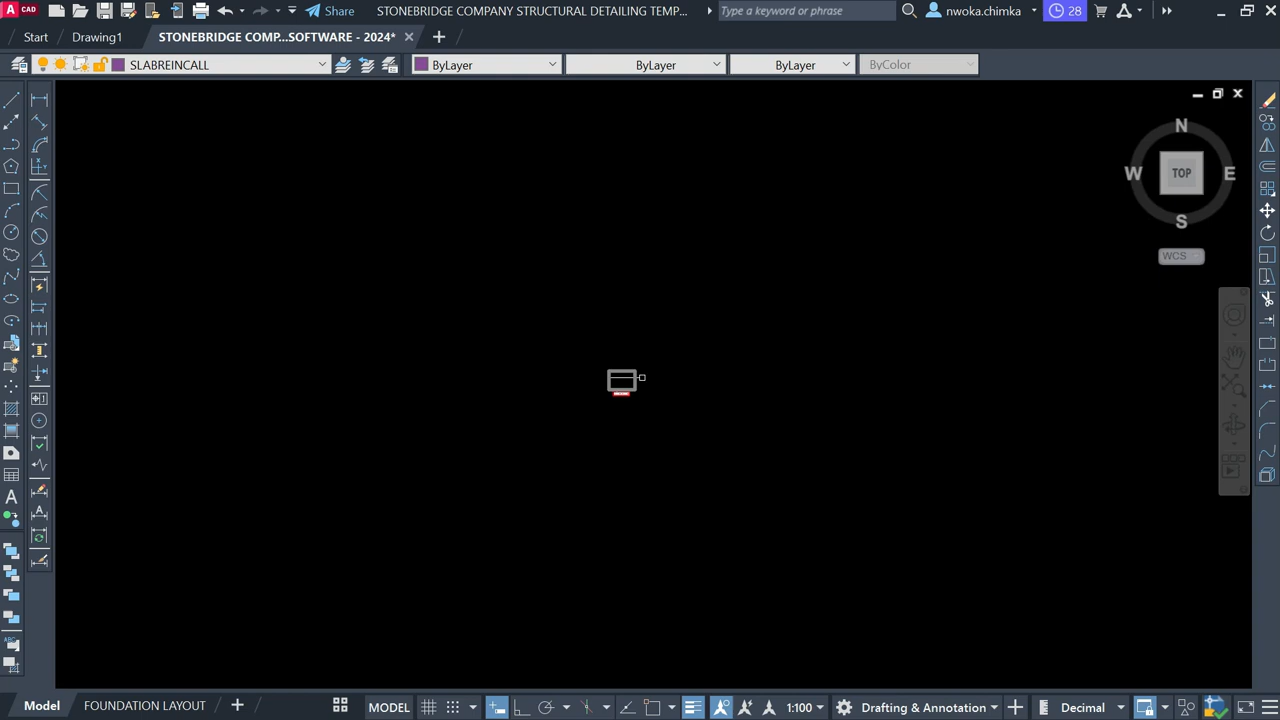 A CAD
Share
STONEBRIDGE COMPANY STRUCTURAL DETAILING TEMP...
Type a keyword or phrase
nwoka.chimka
28
Start
Drawing1
STONEBRIDGE COMP...SOFTWARE - 2024*
SLABREINCALL
ByLayer
ByLayer
ByLayer
ByColor
N
W
TOP
E
S
WCS
A
Model
FOUNDATION LAYOUT
MODEL
1:100
Drafting & Annotation
Decimal